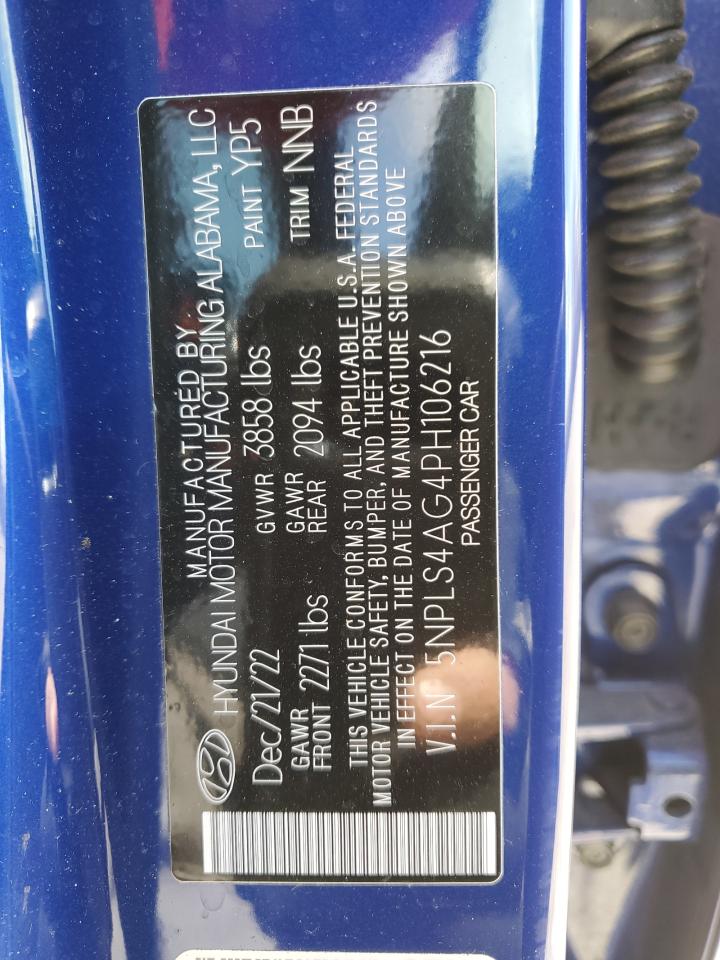 MANUFACTURED BY
HYUNDAI MOTOR MANUFACTURING ALABAMA, LLC
Dec/21/22 GVWR 3858 lbs PAINT YP5
GAWR FRONT 2271 lbs GAWR REAR 2094 lbs TRIM NNB
THIS VEHICLE CONFORMS TO ALL APPLICABLE U.S.A. FEDERAL
MOTOR VEHICLE SAFETY, BUMPER, AND THEFT PREVENTION STANDARDS
IN EFFECT ON THE DATE OF MANUFACTURE SHOWN ABOVE
V.I.N 5NPLS4AG4PH106216
PASSENGER CAR